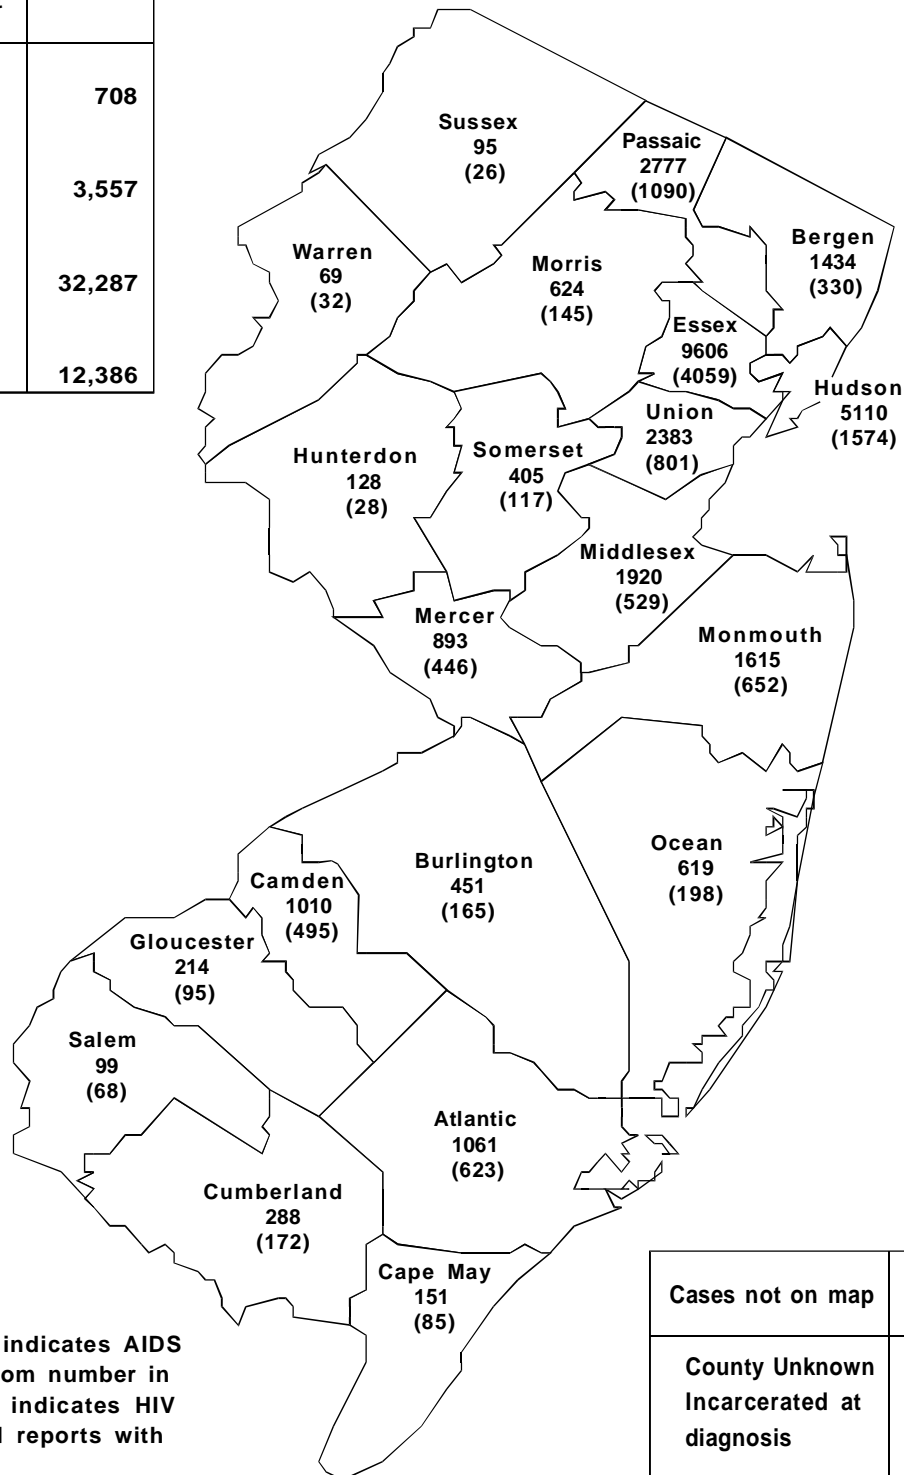 708
3,557
32,287
12,386
Sussex
95
(26)
Passaic
2777
(1090)
Warren
69
(32)
Morris
624
(145)
Bergen
1434
(330)
Essex
9606
(4059)
Hudson
5110
(1574)
Union
2383
(801)
Hunterdon
128
(28)
Somerset
405
(117)
Middlesex
1920
(529)
Mercer
893
(446)
Monmouth
1615
(652)
Ocean
619
(198)
Burlington
451
(165)
Camden
1010
(495)
Gloucester
214
(95)
Salem
99
(68)
Atlantic
1061
(623)
Cumberland
288
(172)
Cape May
151
(85)
indicates AIDS
om number in
indicates HIV
reports with
Cases not on map
County Unknown
Incarcerated at
diagnosis